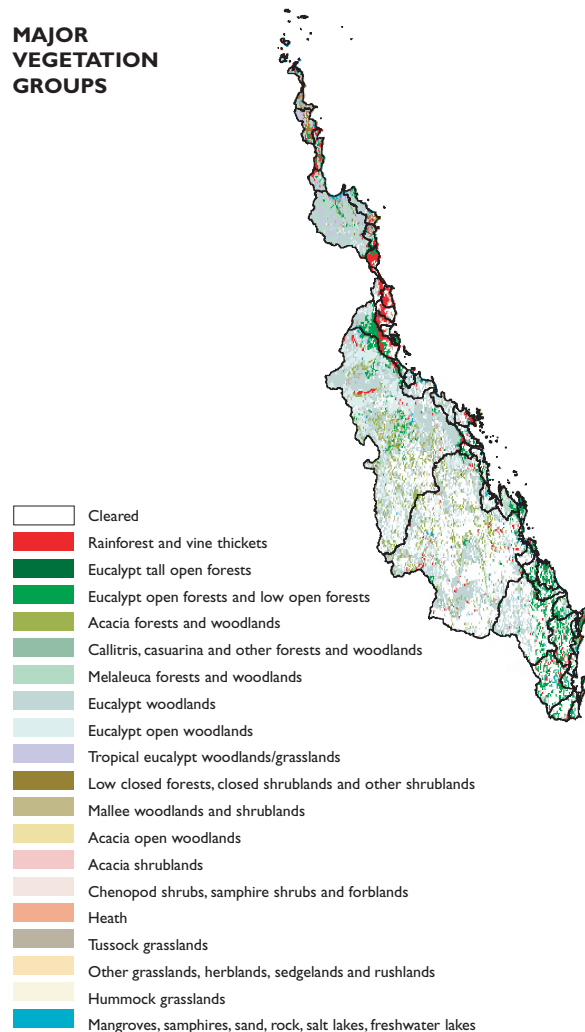 MAJOR
VEGETATION
GROUPS
Cleared
Rainforest and vine thickets
Eucalypt tall open forests
Eucalypt open forests and low open forests
Acacia forests and woodlands
Callitris, casuarina and other forests and woodlands
Melaleuca forests and woodlands
Eucalypt woodlands
Eucalypt open woodlands
Tropical eucalypt woodlands/grasslands
Low closed forests, closed shrublands and other shrublands
Mallee woodlands and shrublands
Acacia open woodlands
Acacia shrublands
Chenopod shrubs, samphire shrubs and forblands
Heath
Tussock grasslands
Other grasslands, herblands, sedgelands and rushlands
Hummock grasslands
Mangroves, samphires, sand, rock, salt lakes, freshwater lakes